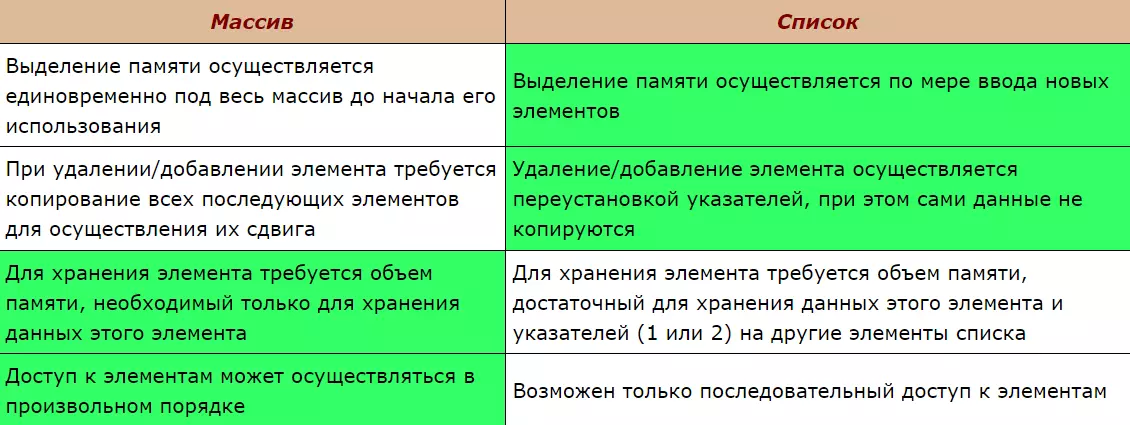 Массив
Список
Выделение памяти осуществляется
единовременно под весь массив до начала его
использования
Выделение памяти осуществляется по мере ввода новых
элементов
При удалении/добавлении элемента требуется
копирование всех последующих элементов
для осуществления их сдвига
Удаление/добавление элемента осуществляется
переустановкой указателей, при этом сами данные не
копируются
Для хранения элемента требуется объем
памяти, необходимый только для хранения
данных этого элемента
Для хранения элемента требуется объем памяти,
достаточный для хранения данных этого элемента и
указателей (1 или 2) на другие элементы списка
Доступ к элементам может осуществляться в
произвольном порядке
Возможен только последовательный доступ к элементам